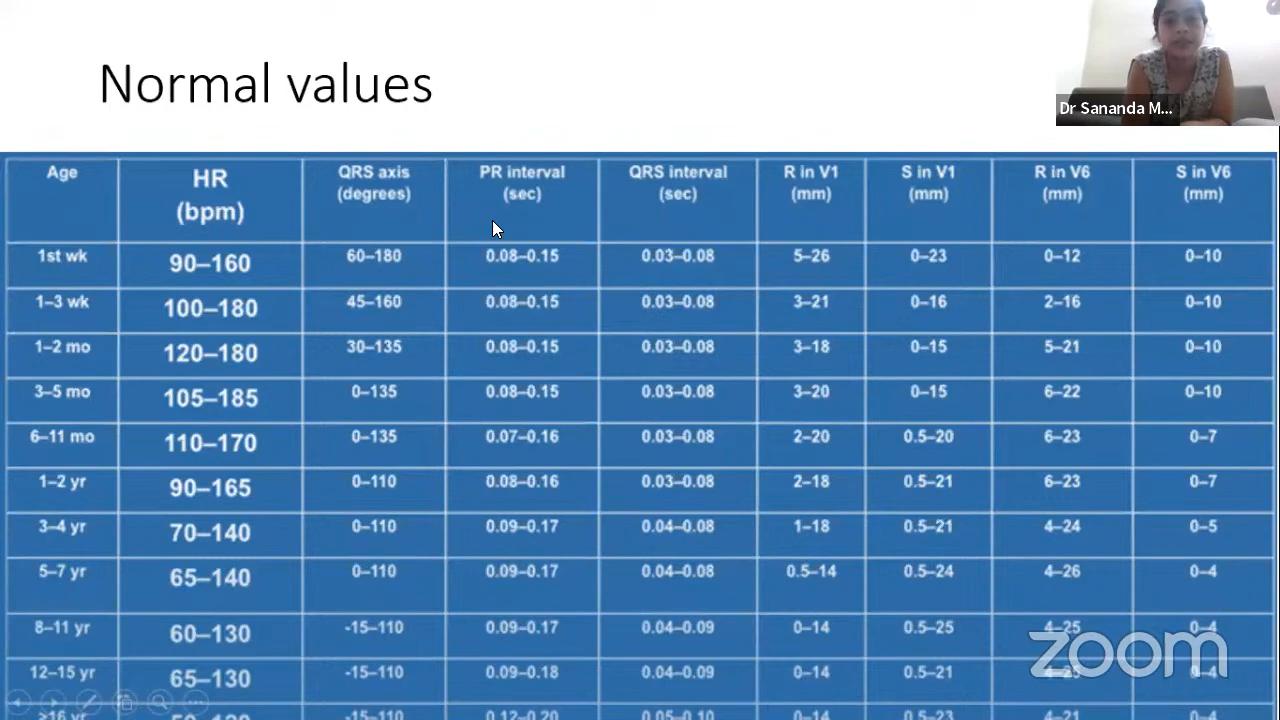 Dr Sananda M...
Normal values
Age HR (bpm) QRS axis (degrees) PR interval (sec) QRS interval (sec) R in V1 (mm) S in V1 (mm) R in V6 (mm) S in V6 (mm)
1st wk 90–160 60–180 0.08–0.15 0.03–0.08 5–26 0–23 0–12 0–10
1–3 wk 100–180 45–160 0.08–0.15 0.03–0.08 3–21 0–16 2–16 0–10
1–2 mo 120–180 30–135 0.08–0.15 0.03–0.08 3–18 0–15 5–21 0–10
3–5 mo 105–185 0–135 0.08–0.15 0.03–0.08 3–20 0–15 6–22 0–10
6–11 mo 110–170 0–135 0.07–0.16 0.03–0.08 2–20 0.5–20 6–23 0–7
1–2 yr 90–165 0–110 0.08–0.16 0.03–0.08 2–18 0.5–21 6–23 0–7
3–4 yr 70–140 0–110 0.09–0.17 0.04–0.08 1–18 0.5–21 4–24 0–5
5–7 yr 65–140 0–110 0.09–0.17 0.04–0.08 0.5–14 0.5–24 4–26 0–4
8–11 yr 60–130 -15–110 0.09–0.17 0.04–0.09 0–14 0.5–25 4–25 0–4
12–15 yr 65–130 -15–110 0.09–0.18 0.04–0.09 0–14 0.5–21 0–4
-15–110 0.12–0.20 0.05–0.10 0–14 0.5–23 4–21
zoom